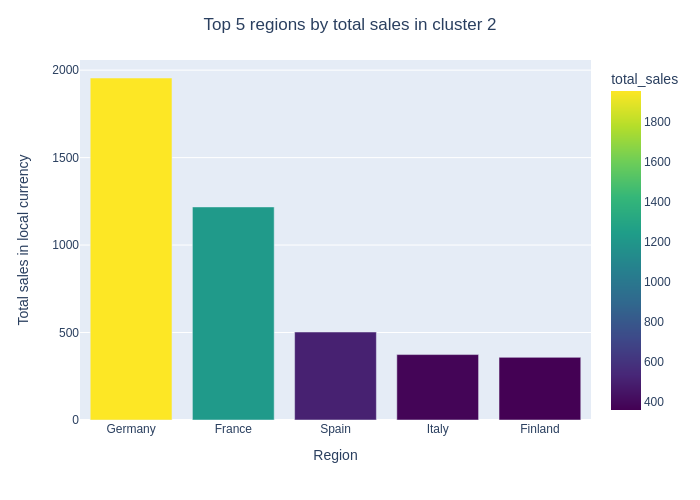 Top 5 regions by total sales in cluster 2
Total sales in local currency
2000
1500
1000
500
0
Germany France Spain Italy Finland
Region
total_sales
1800
1600
1400
1200
1000
800
600
400